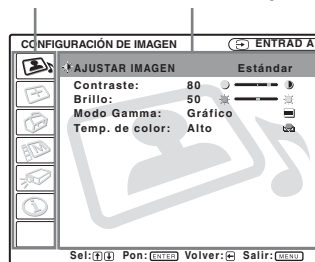 CONFIGURACIÓN DE IMAGEN ENTRAD A
AJUSTAR IMAGEN Estándar
Contraste: 80
Brillo: 50
Modo Gamma: Gráfico
Temp. de color: Alto
Sel: Pon: ENTER Volver: Salir: MENU